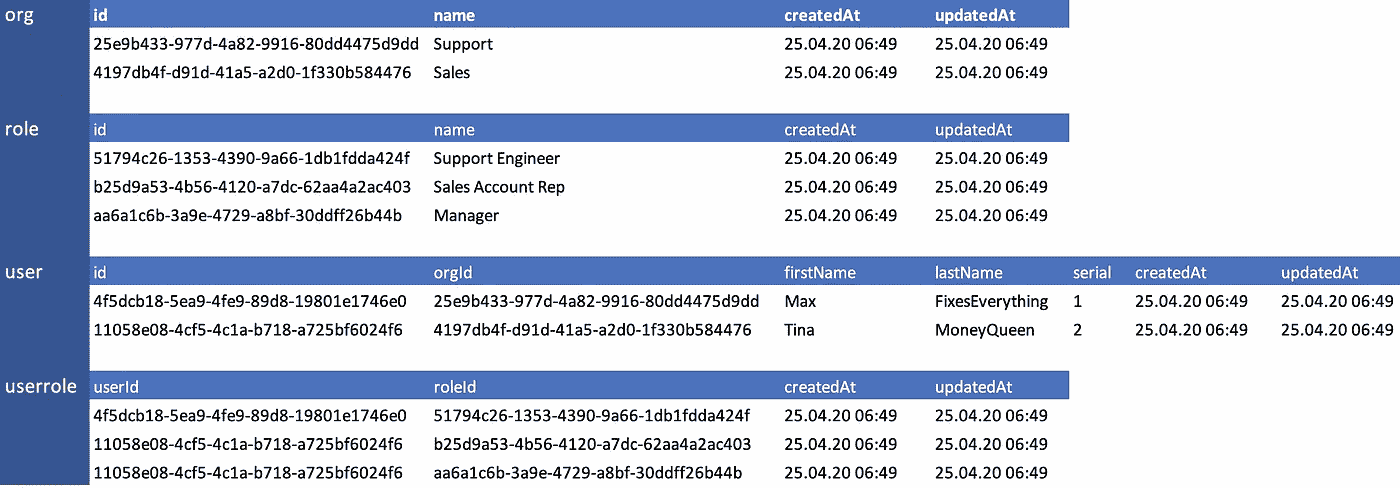 org id name createdAt updatedAt
25e9b433-977d-4a82-9916-80dd4475d9dd Support 25.04.20 06:49 25.04.20 06:49
4197db4f-d91d-41a5-a2d0-1f330b584476 Sales 25.04.20 06:49 25.04.20 06:49
role id name createdAt updatedAt
51794c26-1353-4390-9a66-1db1fdda424f Support Engineer 25.04.20 06:49 25.04.20 06:49
b25d9a53-4b56-4120-a7dc-62aa4a2ac403 Sales Account Rep 25.04.20 06:49 25.04.20 06:49
aa6a1c6b-3a9e-4729-a8bf-30ddff26b44b Manager 25.04.20 06:49 25.04.20 06:49
user id orgId firstName lastName serial createdAt updatedAt
4f5dcb18-5ea9-4fe9-89d8-19801e1746e0 25e9b433-977d-4a82-9916-80dd4475d9dd Max FixesEverything 1 25.04.20 06:49 25.04.20 06:49
11058e08-4cf5-4c1a-b718-a725bf6024f6 4197db4f-d91d-41a5-a2d0-1f330b584476 Tina MoneyQueen 2 25.04.20 06:49 25.04.20 06:49
userrole userId roleId createdAt updatedAt
4f5dcb18-5ea9-4fe9-89d8-19801e1746e0 51794c26-1353-4390-9a66-1db1fdda424f 25.04.20 06:49 25.04.20 06:49
11058e08-4cf5-4c1a-b718-a725bf6024f6 b25d9a53-4b56-4120-a7dc-62aa4a2ac403 25.04.20 06:49 25.04.20 06:49
11058e08-4cf5-4c1a-b718-a725bf6024f6 aa6a1c6b-3a9e-4729-a8bf-30ddff26b44b 25.04.20 06:49 25.04.20 06:49